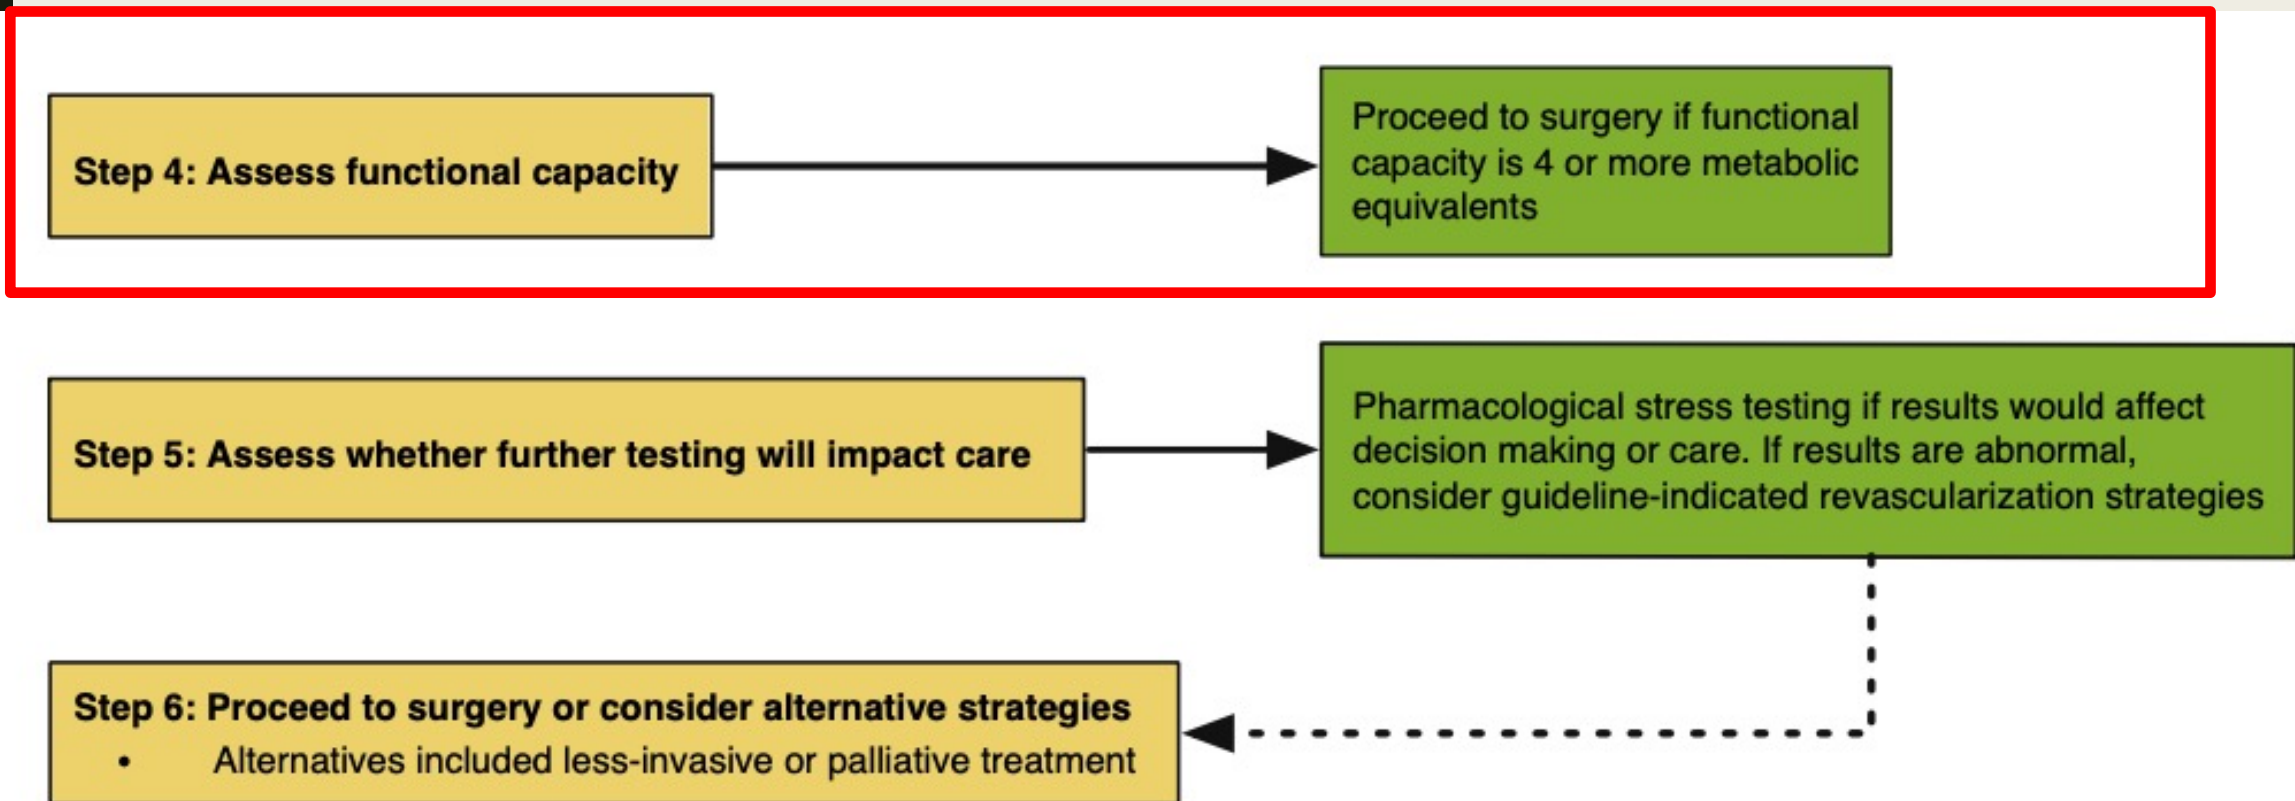 Step 4: Assess functional capacity
Proceed to surgery if functional
capacity is 4 or more metabolic
equivalents
Step 5: Assess whether further testing will impact care
Pharmacological stress testing if results would affect
decision making or care. If results are abnormal,
consider guideline-indicated revascularization strategies
Step 6: Proceed to surgery or consider alternative strategies
• Alternatives included less-invasive or palliative treatment